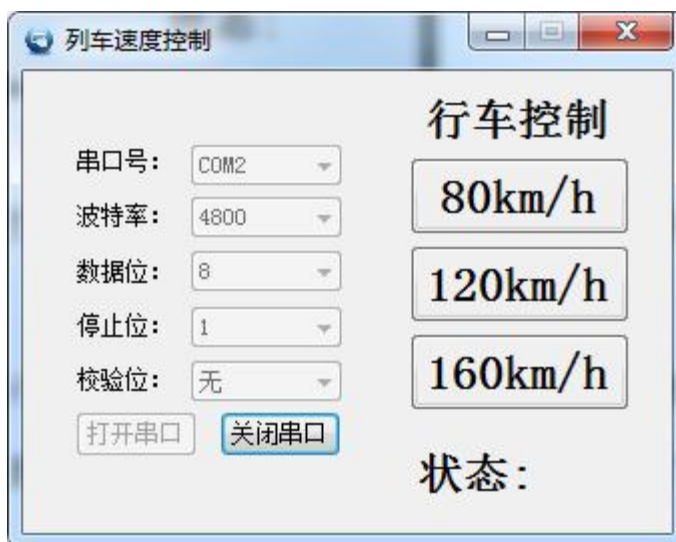 列车速度控制
行车控制
串口号： COM2
80km/h
波特率： 4800
数据位： 8
120km/h
停止位： 1
160km/h
校验位： 无
打开串口 关闭串口
状态: